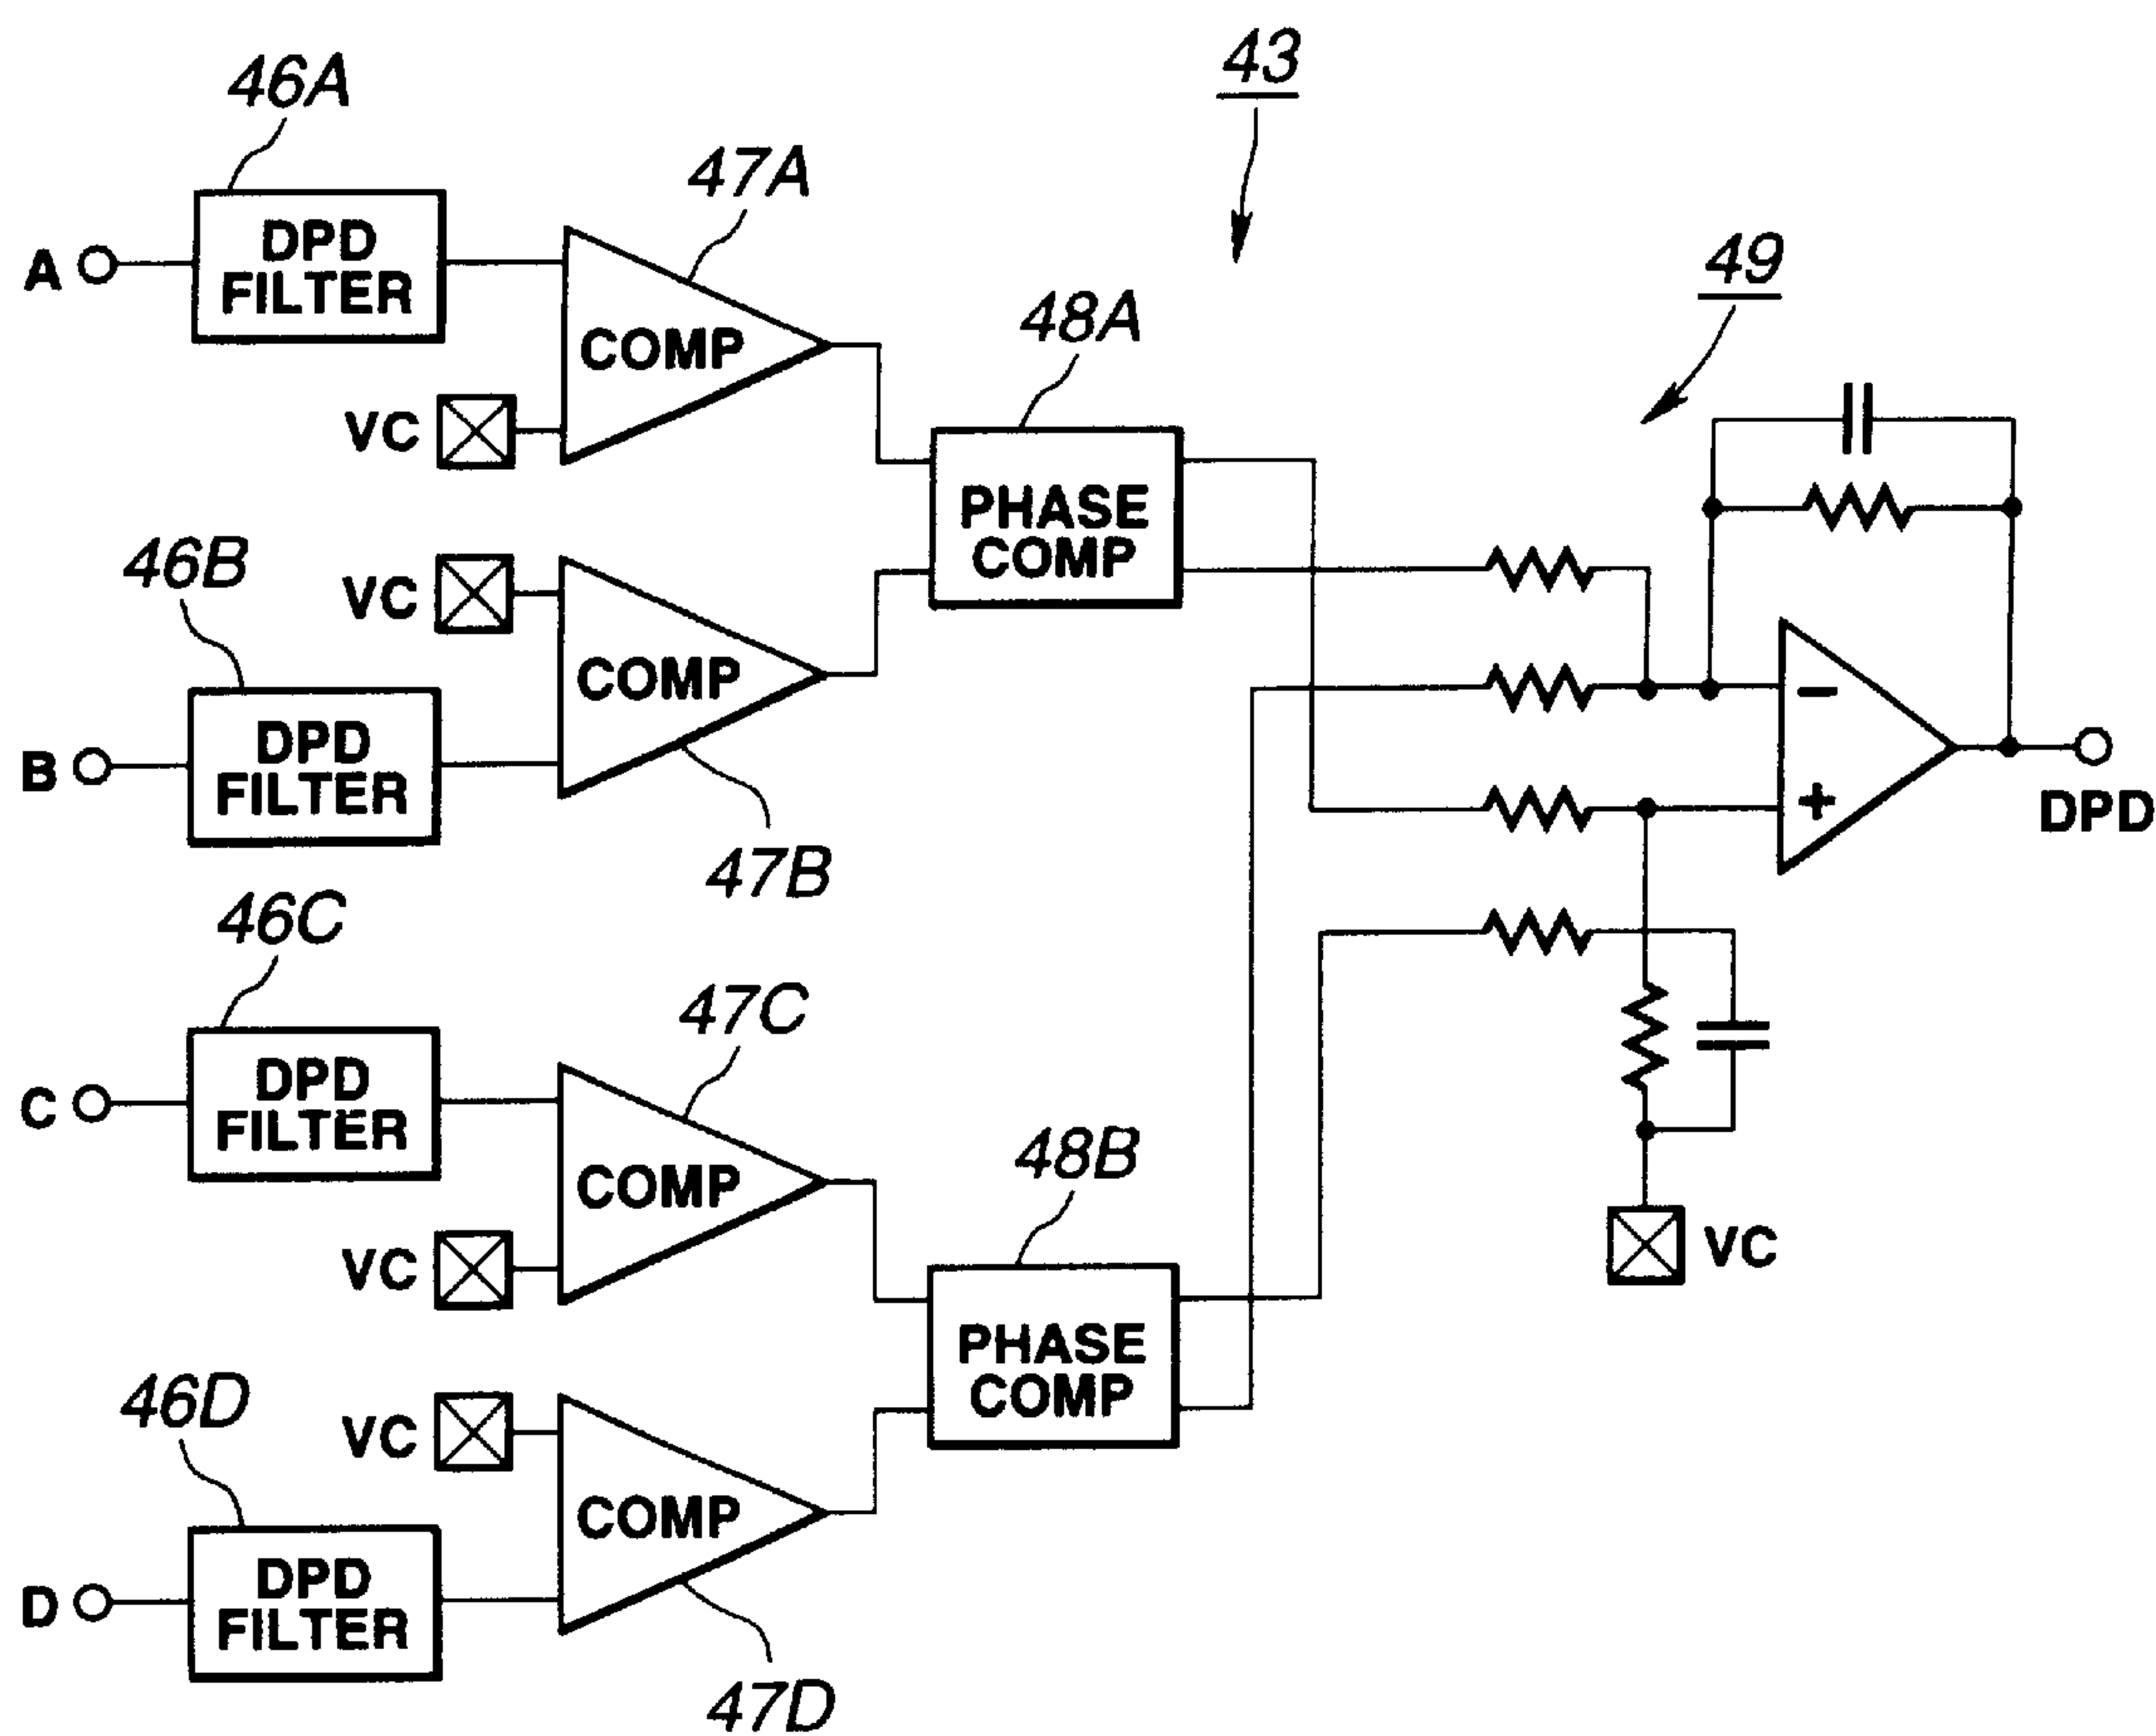 43
46A
47A
A
DPD
FILTER
COMP
VC
48A
49
PHASE
COMP
46B
VC
COMP
B
DPD
FILTER
47B
−
+
DPD
46C
47C
C
DPD
FILTER
COMP
VC
48B
PHASE
COMP
VC
46D
VC
COMP
D
DPD
FILTER
47D